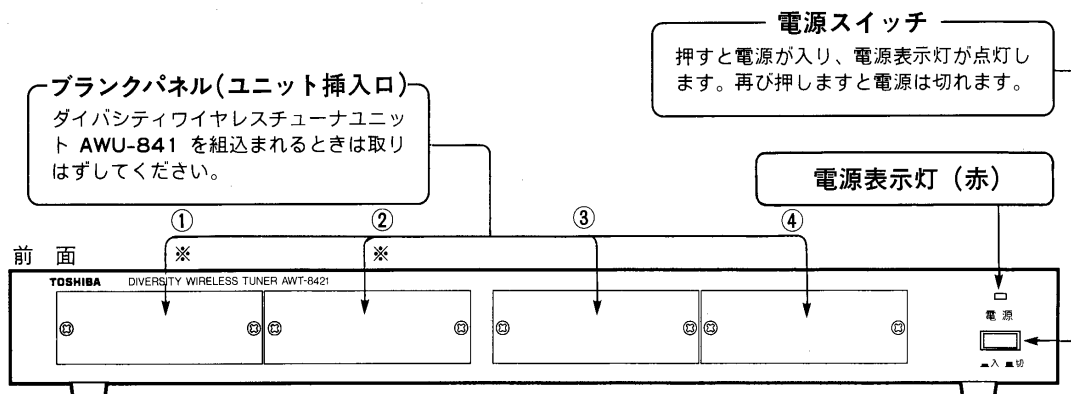 電源スイッチ
押すと電源が入り、電源表示灯が点灯し
ます。再び押しますと電源は切れます。
ブランクパネル(ユニット挿入口)
ダイバシティワイヤレスチューナユニッ
ト AWU-841 を組込まれるときは取り
はずしてください。
電源表示灯(赤)
① ② ③ ④
※ ※
前 面
TOSHIBA DIVERSITY WIRELESS TUNER AWT-8421
電 源
入 切